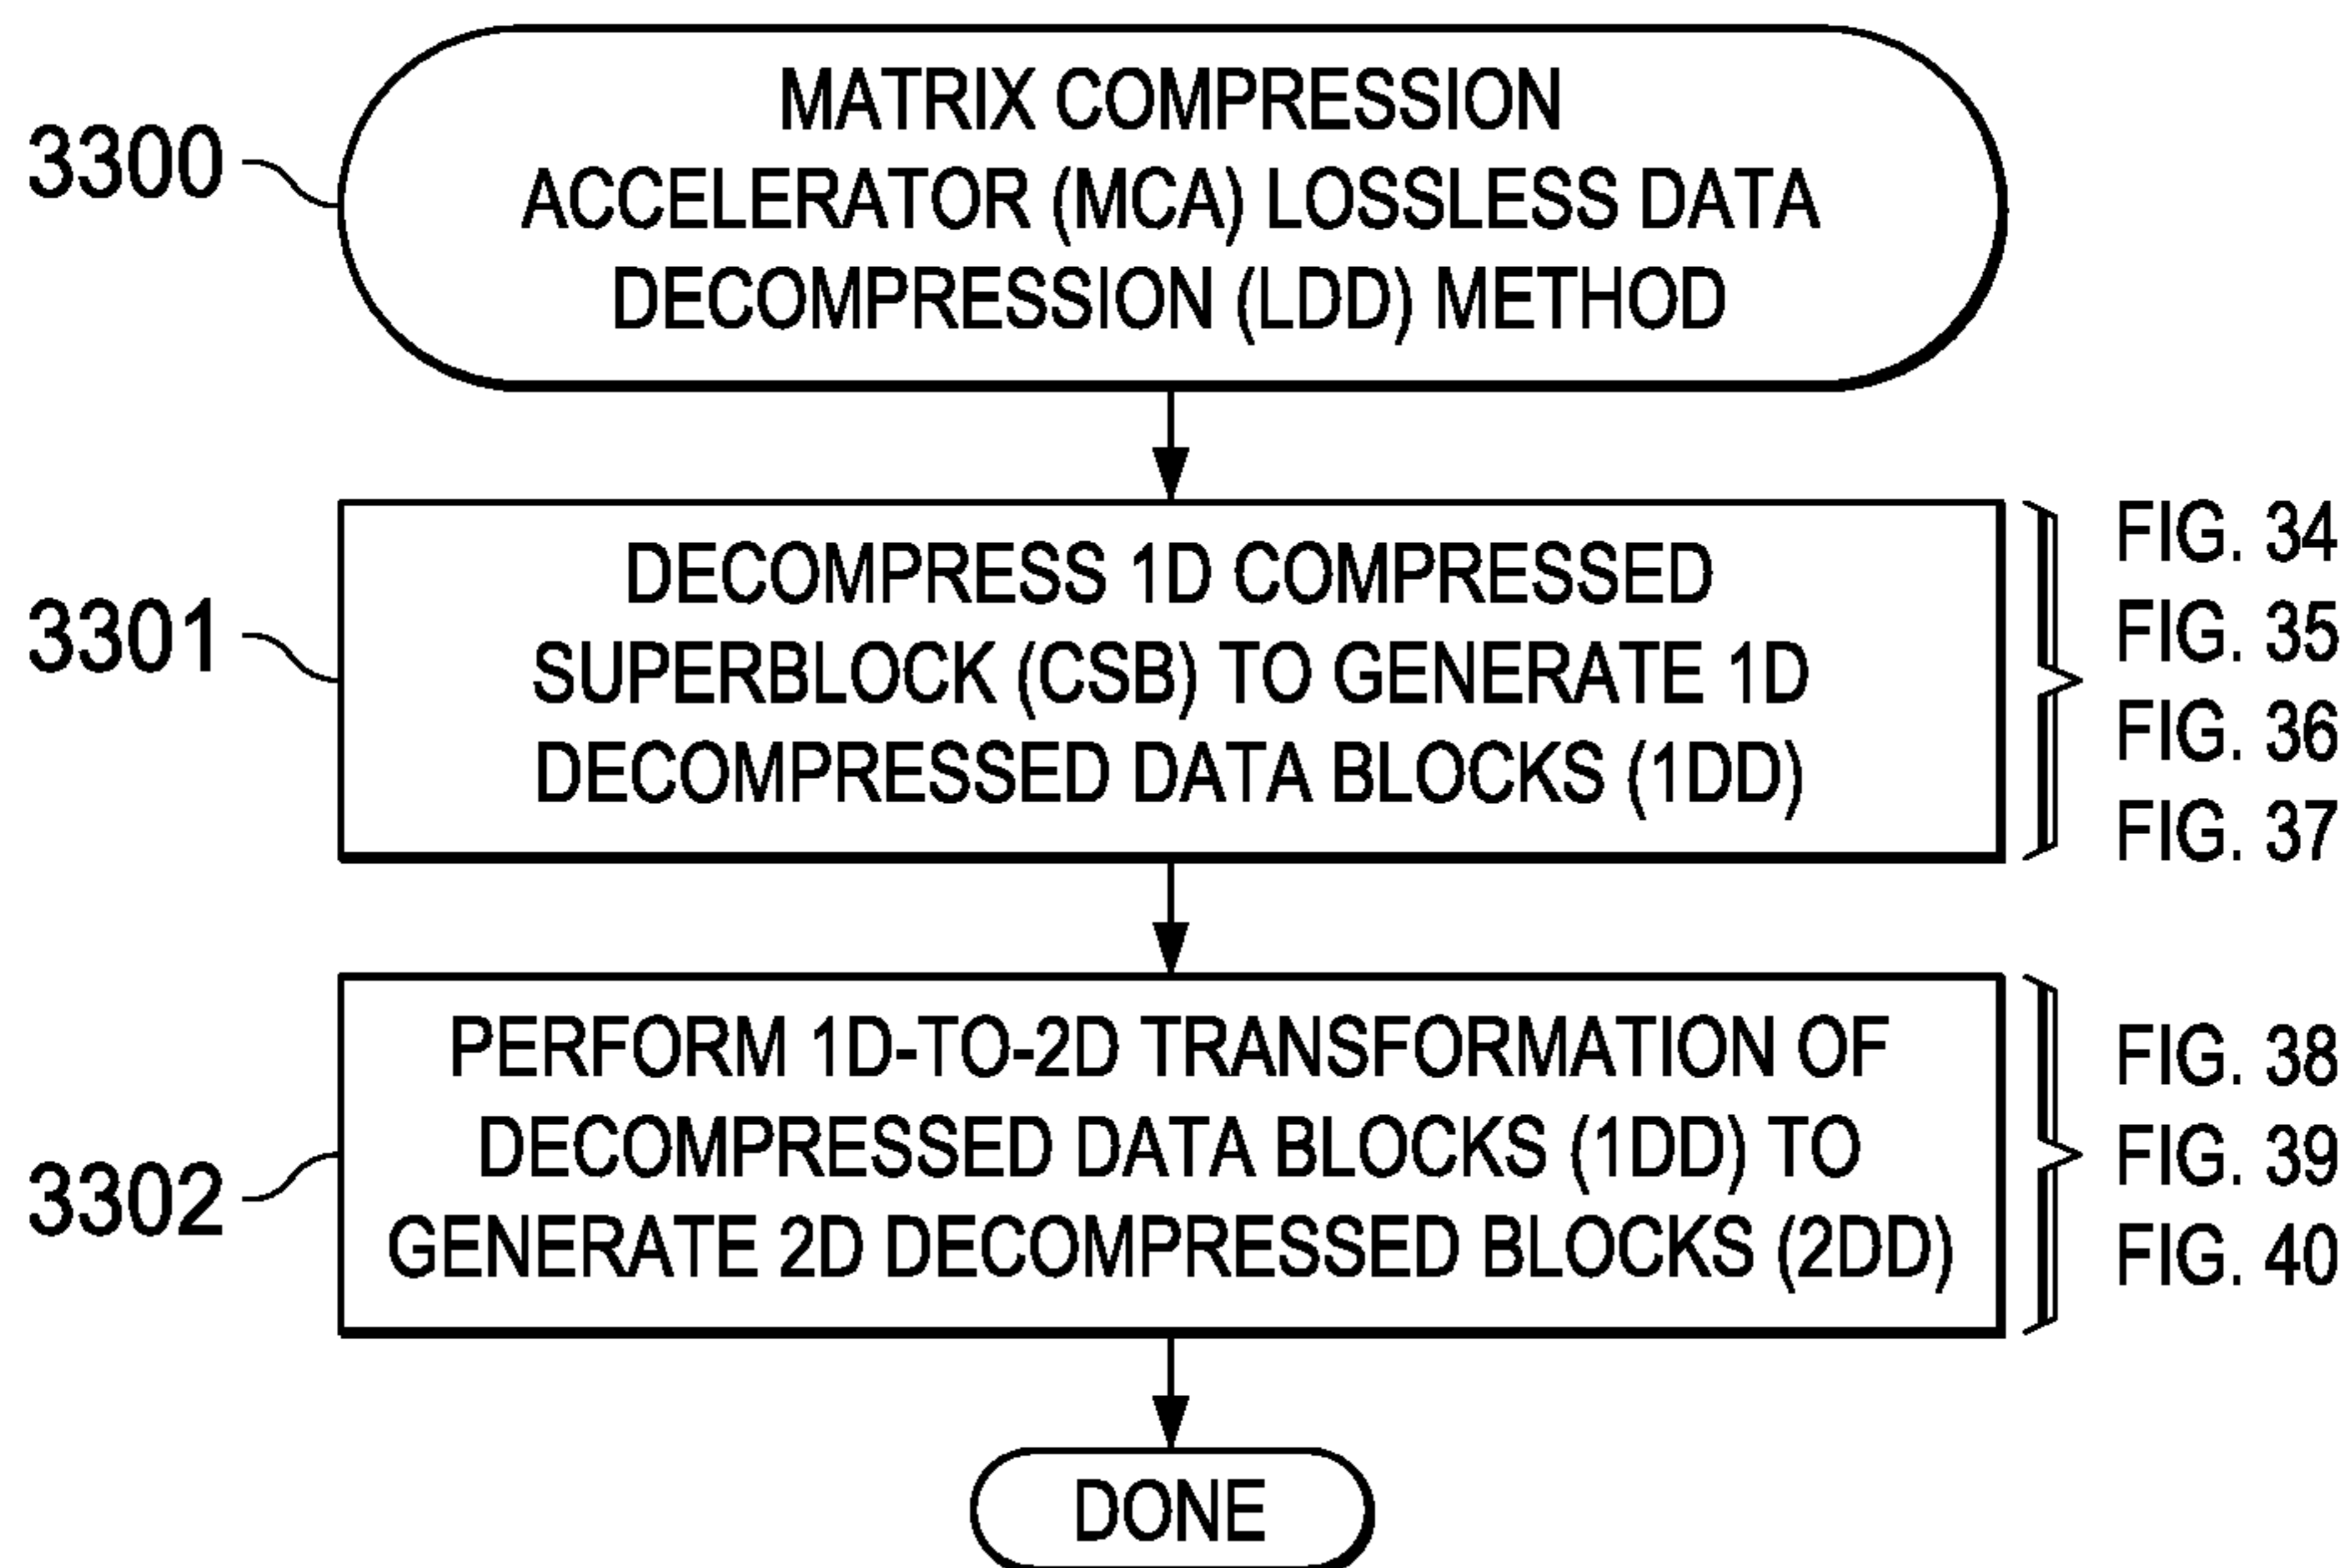 3300
MATRIX COMPRESSION
ACCELERATOR (MCA) LOSSLESS DATA
DECOMPRESSION (LDD) METHOD
3301
DECOMPRESS 1D COMPRESSED
SUPERBLOCK (CSB) TO GENERATE 1D
DECOMPRESSED DATA BLOCKS (1DD)
FIG. 34
FIG. 35
FIG. 36
FIG. 37
3302
PERFORM 1D-TO-2D TRANSFORMATION OF
DECOMPRESSED DATA BLOCKS (1DD) TO
GENERATE 2D DECOMPRESSED BLOCKS (2DD)
FIG. 38
FIG. 39
FIG. 40
DONE